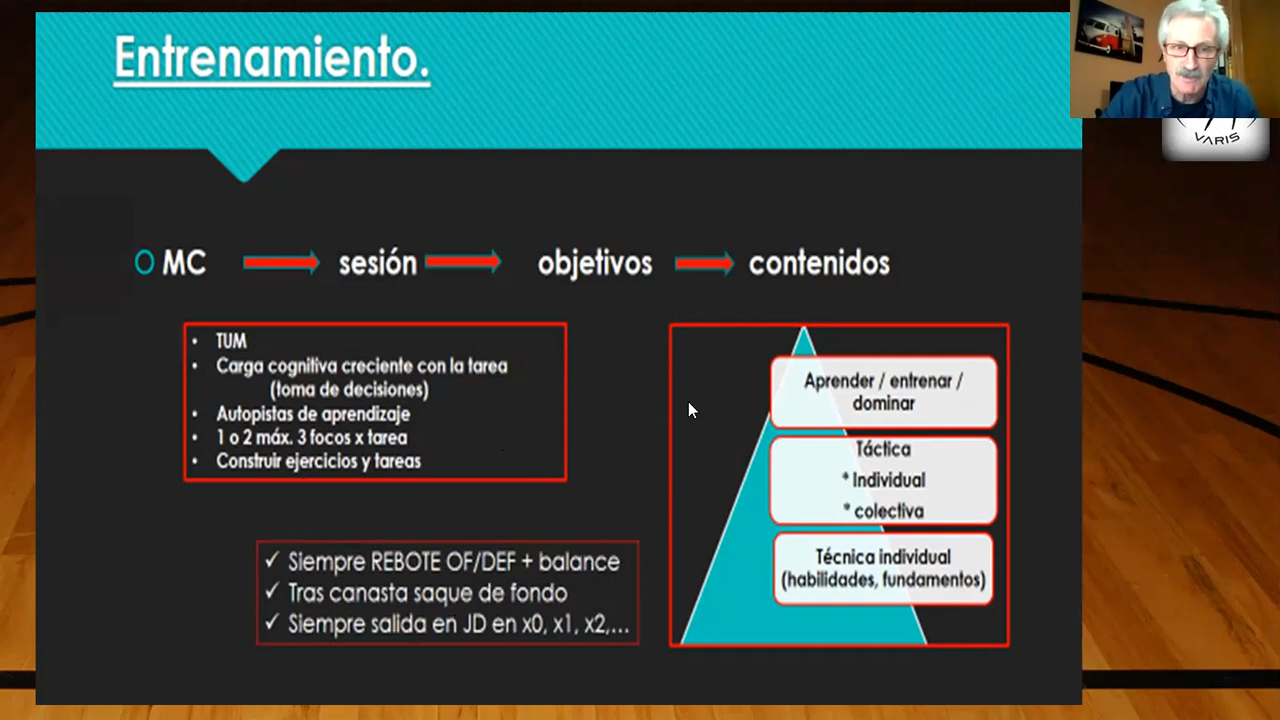 Entrenamiento.
MC sesión objetivos contenidos
• TUM
• Carga cognitiva creciente con la tarea
(toma de decisiones)
• Autopistas de aprendizaje
• 1 o 2 máx. 3 focos x tarea
• Construir ejercicios y tareas
✓ Siempre REBOTE OF/DEF + balance
✓ Tras canasta saque de fondo
✓ Siempre salida en JD en x0, x1, x2,...
Aprender / entrenar /
dominar
Táctica
* Individual
* colectiva
Técnica individual
(habilidades, fundamentos)
VARIS